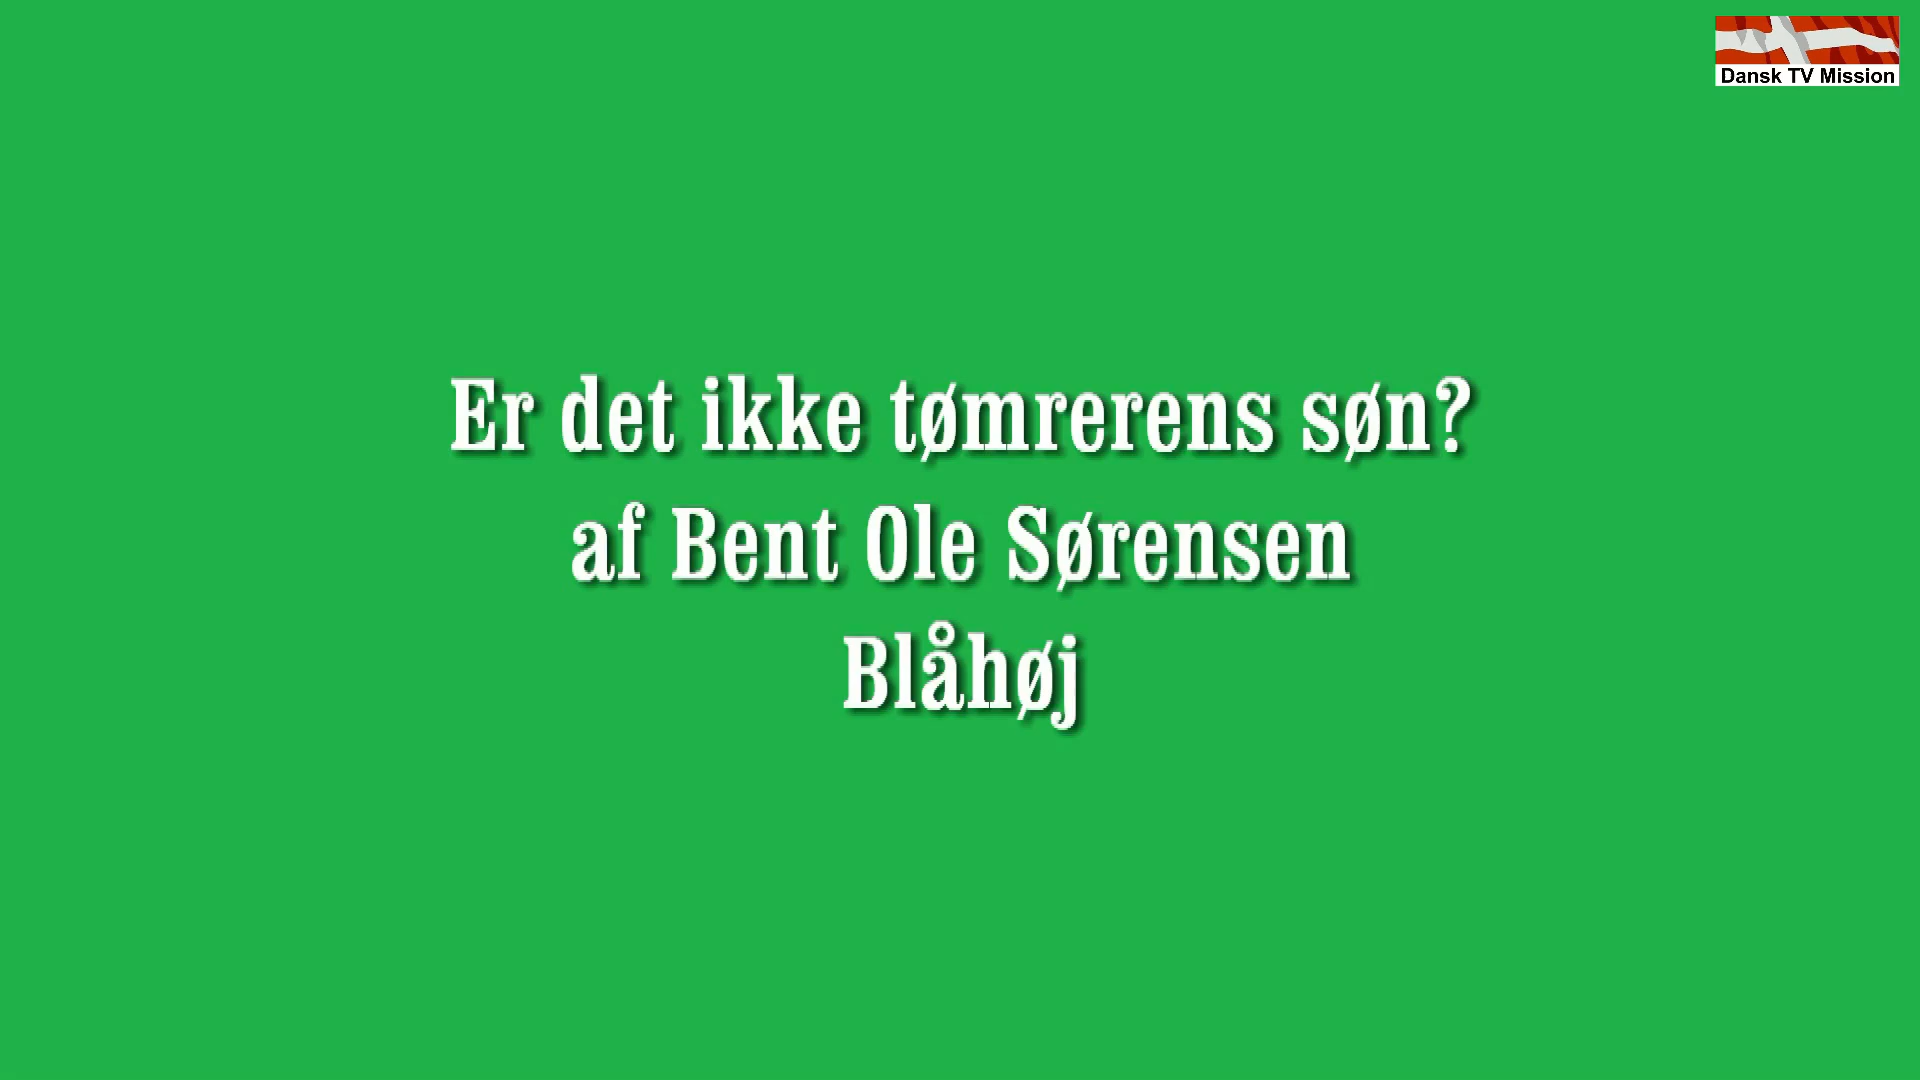 Dansk TV Mission
Er det ikke tømrerens søn?
af Bent Ole Sørensen
Blåhøj